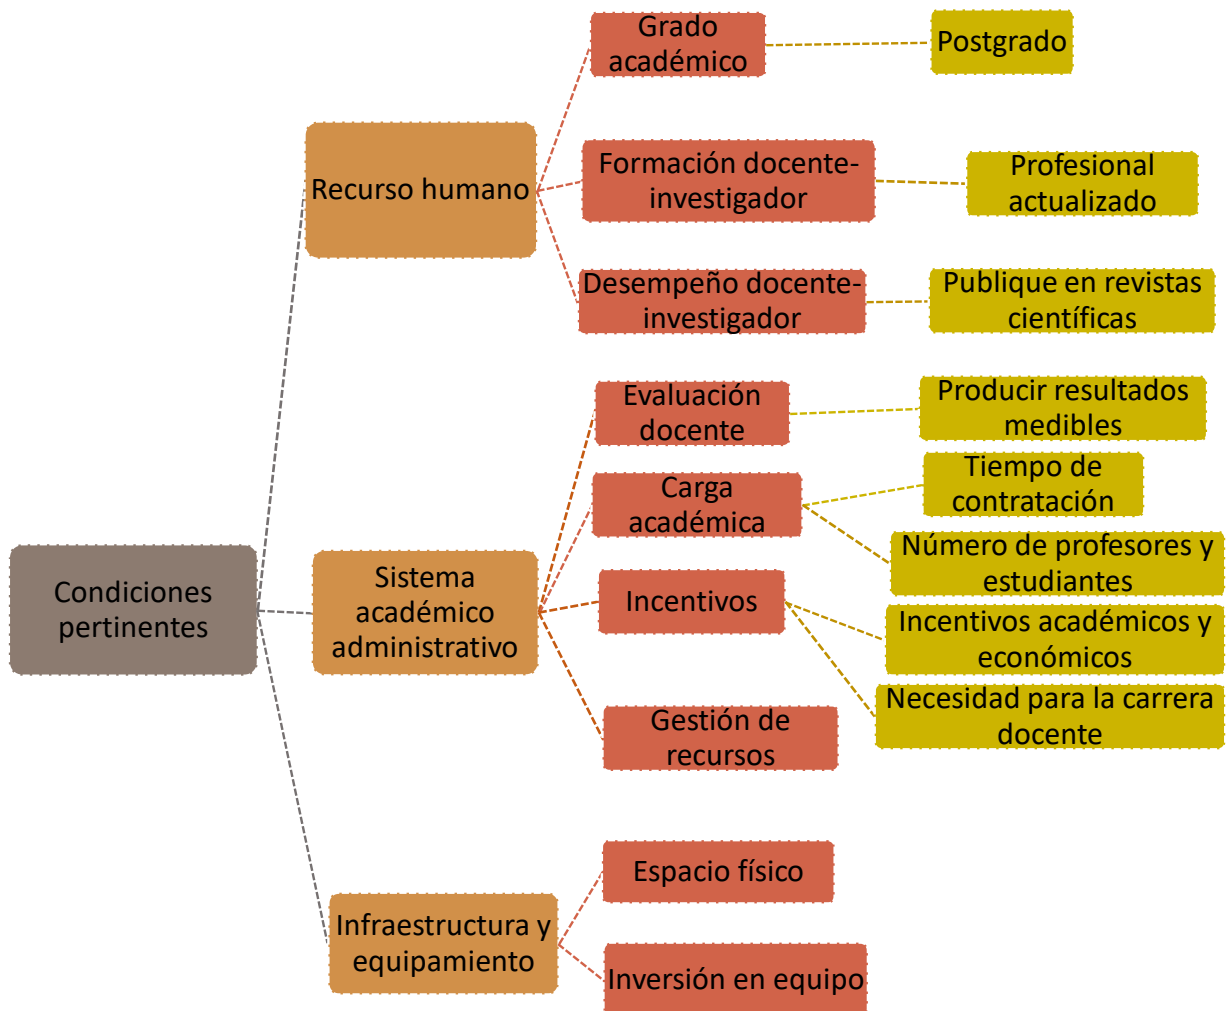 Grado
académico
Postgrado
Recurso humano
Formación docente-
investigador
Profesional
actualizado
Desempeño docente-
investigador
Publique en revistas
científicas
Condiciones
pertinentes
Sistema
académico
administrativo
Evaluación
docente
Producir resultados
medibles
Carga
académica
Tiempo de
contratación
Número de profesores y
estudiantes
Incentivos
Incentivos académicos y
económicos
Necesidad para la carrera
docente
Gestión de
recursos
Infraestructura y
equipamiento
Espacio físico
Inversión en equipo